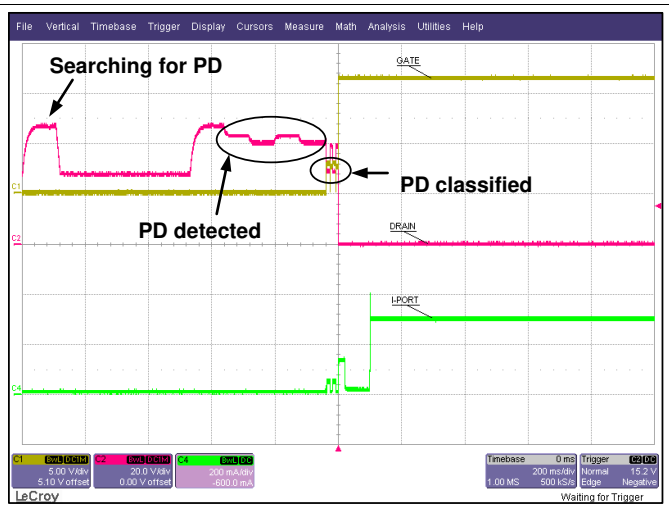 File Vertical Timebase Trigger Display Cursors Measure Math Analysis Utilities Help
Searching for PD
GATE
PD classified
C1
PD detected
DRAIN
C2
I-PORT
C4
C1 BwL DC1M C2 BwL DC1M C4 BwL DC Timebase 0 ms Trigger C2 DC
5.00 V/div 20.0 V/div 200 mA/div 200 ms/div Normal 15.2 V
5.10 V offset 0.00 V offset -600.0 mA 1.00 MS 500 kS/s Edge Negative
LeCroy Waiting for Trigger